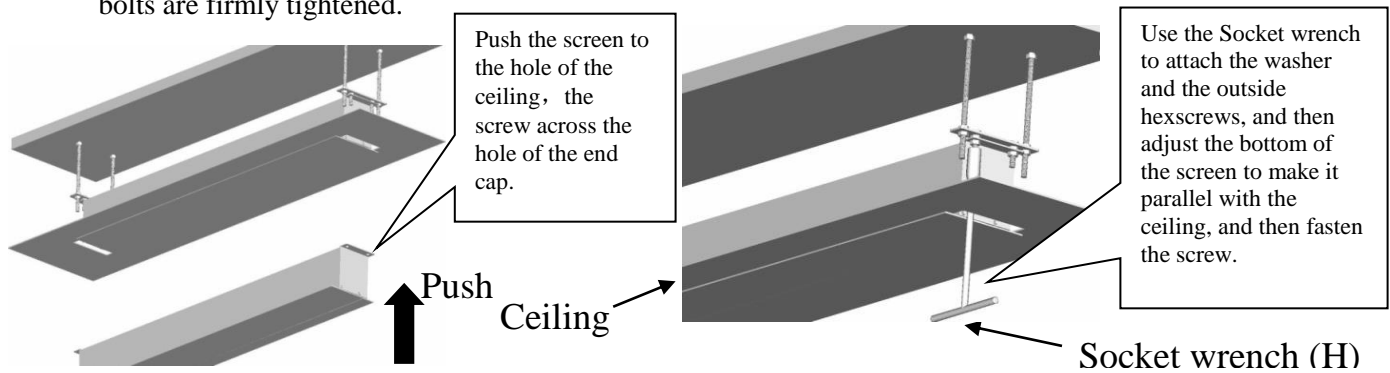 bolts are firmly tightened.
Push the screen to
the hole of the
ceiling，the
screw across the
hole of the end
cap.
Use the Socket wrench
to attach the washer
and the outside
hexscrews, and then
adjust the bottom of
the screen to make it
parallel with the
ceiling, and then fasten
the screw.
Push
Ceiling
Socket wrench (H)